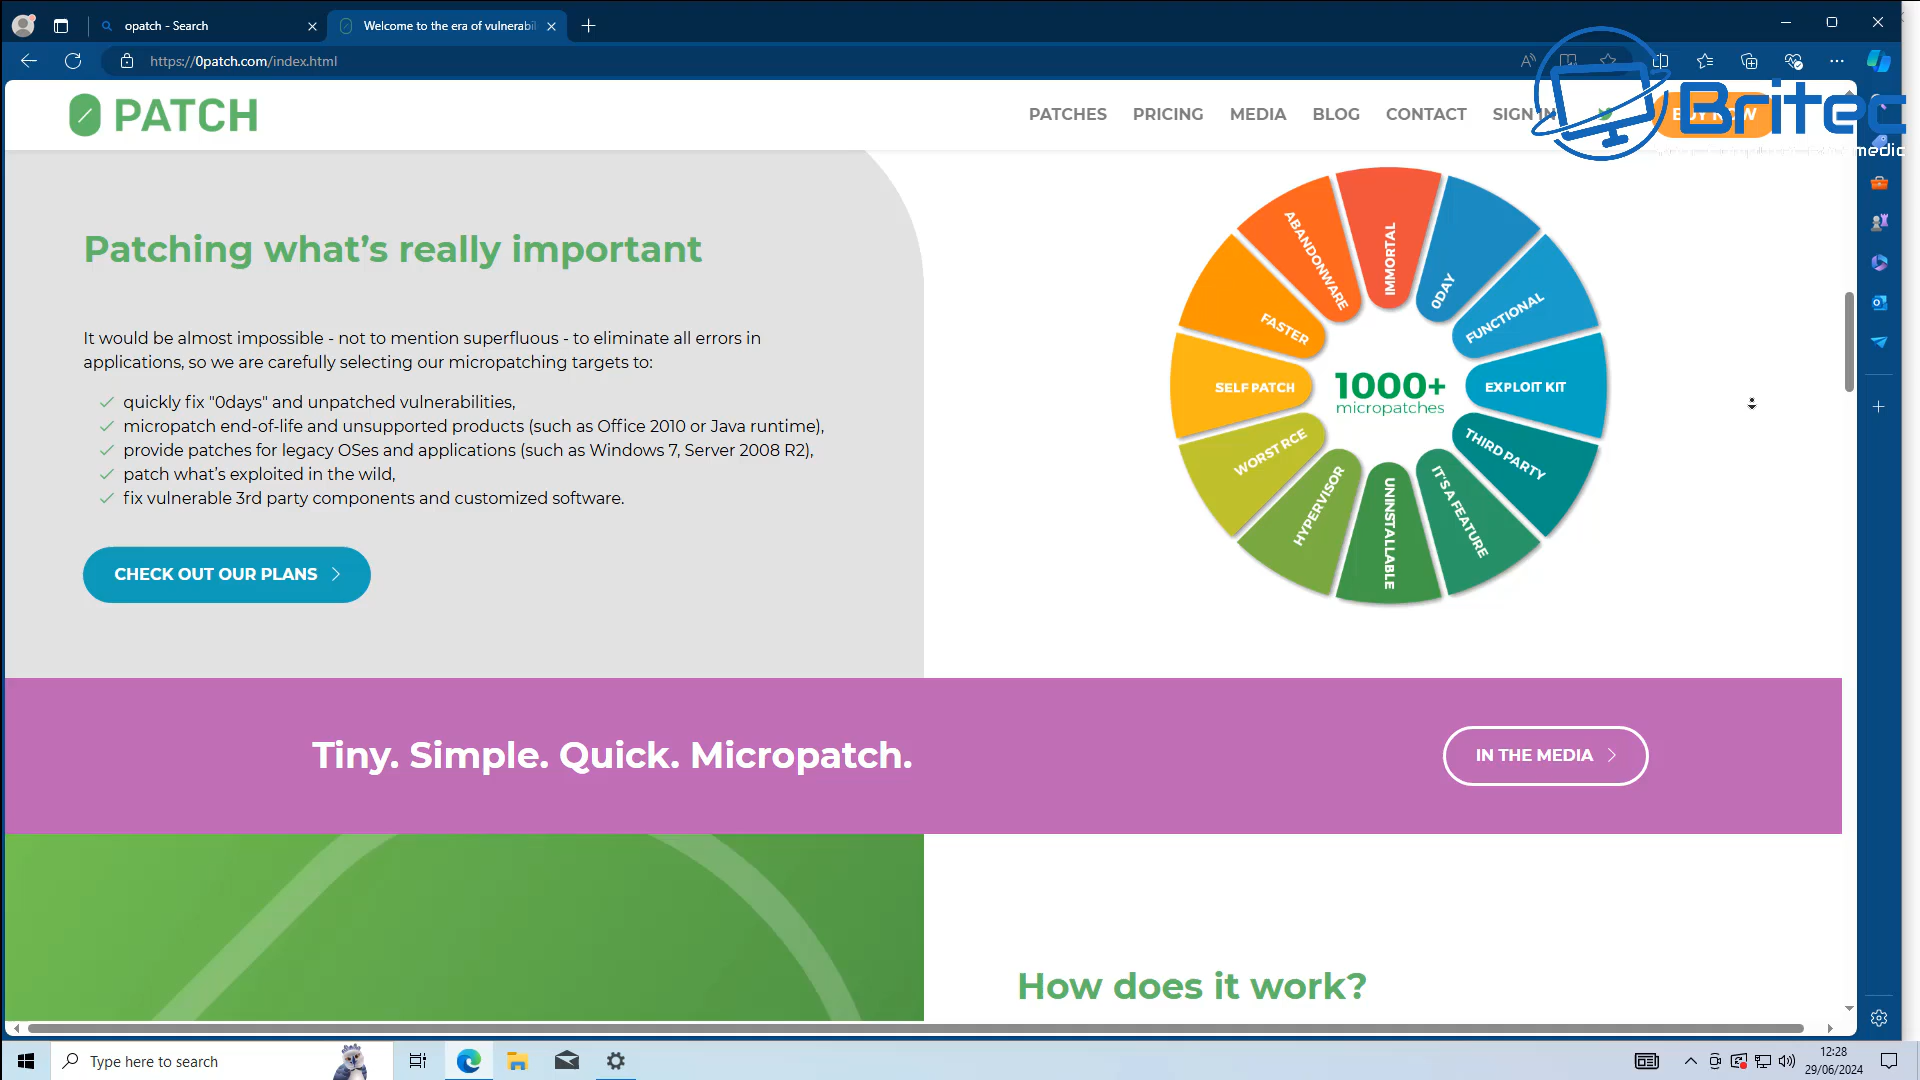 opatch - Search
Welcome to the era of vulnerabil
https://0patch.com/index.html
PATCH
PATCHES
PRICING
MEDIA
BLOG
CONTACT
SIGN IN
BUY NOW
Britec
medic
Patching what's really important
It would be almost impossible - not to mention superfluous - to eliminate all errors in
applications, so we are carefully selecting our micropatching targets to:
quickly fix "0days" and unpatched vulnerabilities,
micropatch end-of-life and unsupported products (such as Office 2010 or Java runtime),
provide patches for legacy OSes and applications (such as Windows 7, Server 2008 R2),
patch what's exploited in the wild,
fix vulnerable 3rd party components and customized software.
CHECK OUT OUR PLANS
IMMORTAL
0DAY
FUNCTIONAL
EXPLOIT KIT
THIRD PARTY
IT'S A FEATURE
UNINSTALLABLE
HYPERVISOR
WORST RCE
SELF PATCH
FASTER
ABANDONWARE
1000+
micropatches
Tiny. Simple. Quick. Micropatch.
IN THE MEDIA
How does it work?
Type here to search
12:28
29/06/2024